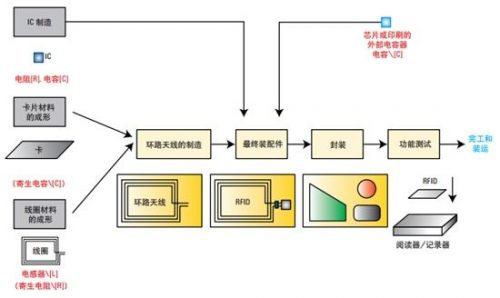 IC 制造
IC
电阻[R]. 电容[C]
芯片或印刷的
外部电容器
电容\[C]
卡片材料
的成形
卡
(寄生电容\[C])
线圈材料
的成形
线圈
电感器\[L]
(寄生电阻\[R])
环路天线的制造
最终装配件
封装
功能测试
完工和
装运
环路天线
RFID
RFID
阅读器/记录器